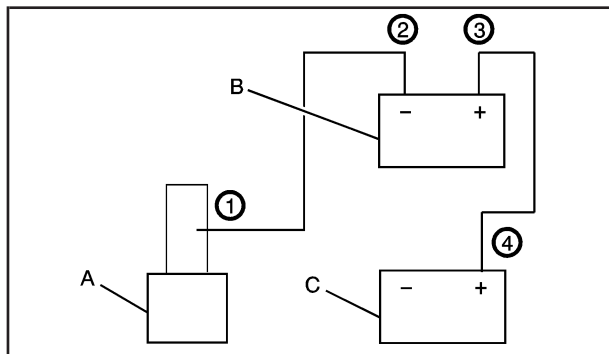 ② ③
B
− +
①
④
A
C
− +